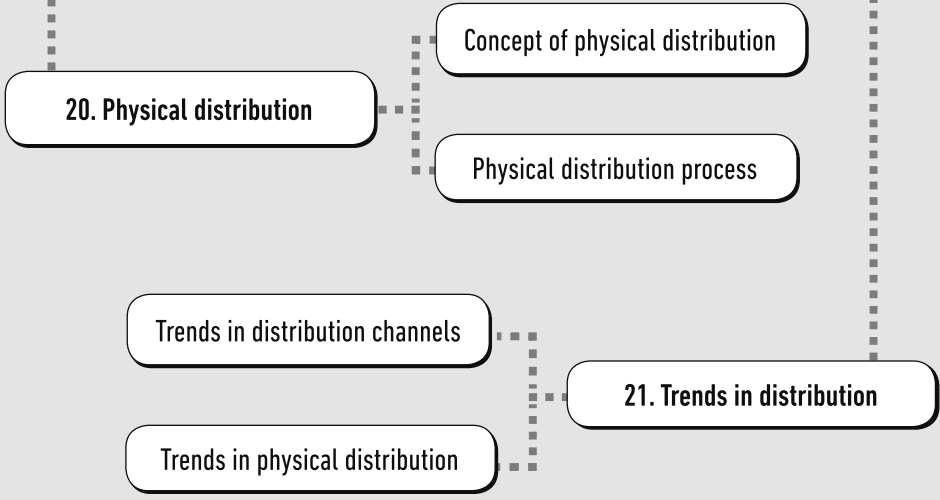 Concept of physical distribution
20. Physical distribution
Physical distribution process
Trends in distribution channels
21. Trends in distribution
Trends in physical distribution